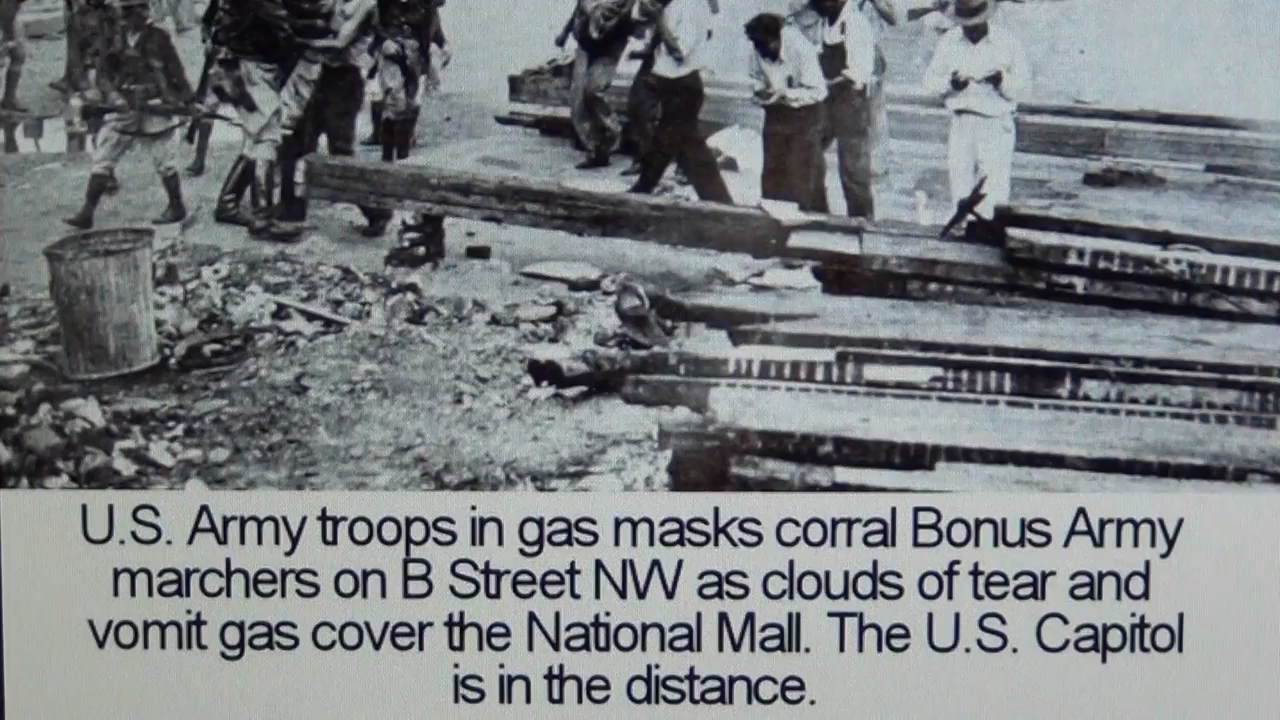 U.S. Army troops in gas masks corral Bonus Army
marchers on B Street NW as clouds of tear and
vomit gas cover the National Mall. The U.S. Capitol
is in the distance.